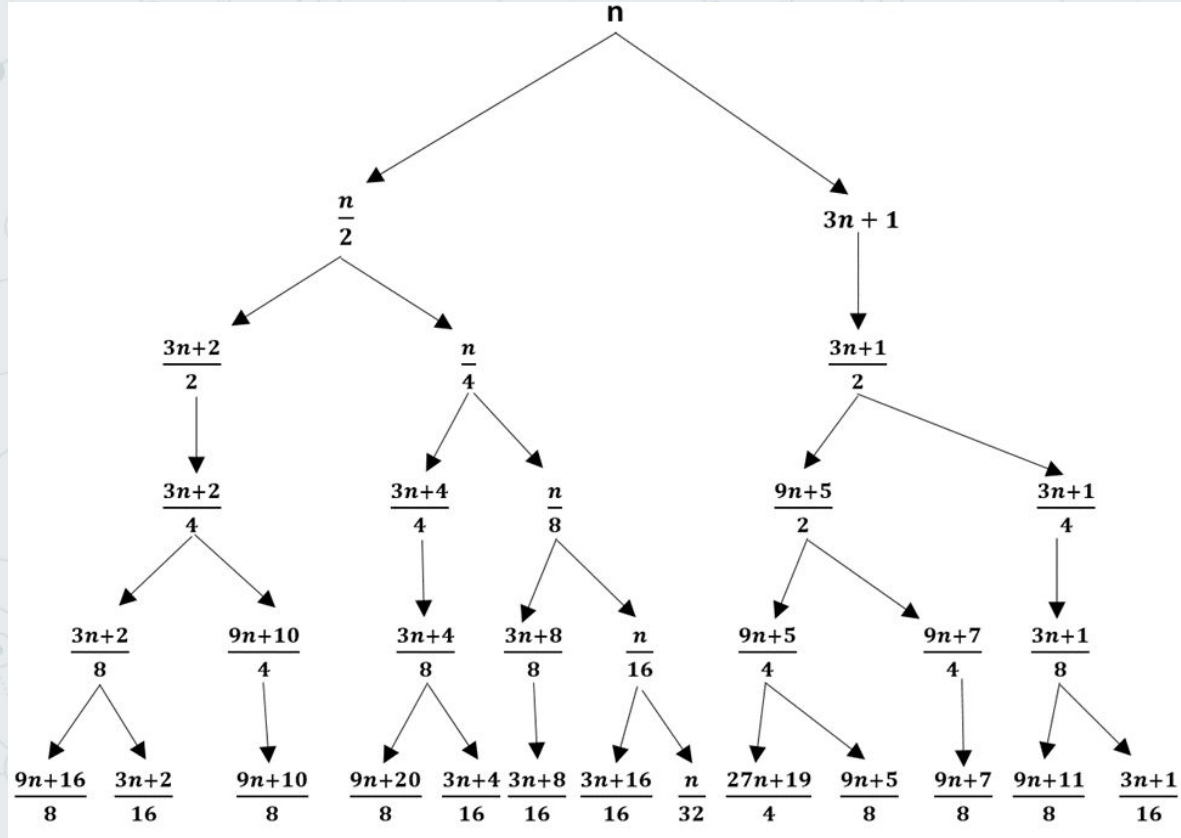 n
n/2 3n + 1
3n+2/2 n/4 3n+1/2
3n+2/4 3n+4/4 n/8 9n+5/2 3n+1/4
3n+2/8 9n+10/4 3n+4/8 3n+8/8 n/16 9n+5/4 9n+7/4 3n+1/8
9n+16/8 3n+2/16 9n+10/8 9n+20/8 3n+4/16 3n+8/16 3n+16/16 n/32 27n+19/4 9n+5/8 9n+7/8 9n+11/8 3n+1/16